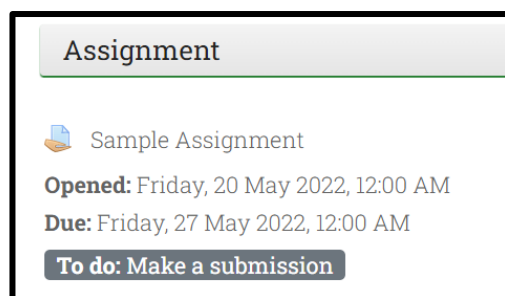 Assignment
Sample Assignment
Opened: Friday, 20 May 2022, 12:00 AM
Due: Friday, 27 May 2022, 12:00 AM
To do: Make a submission